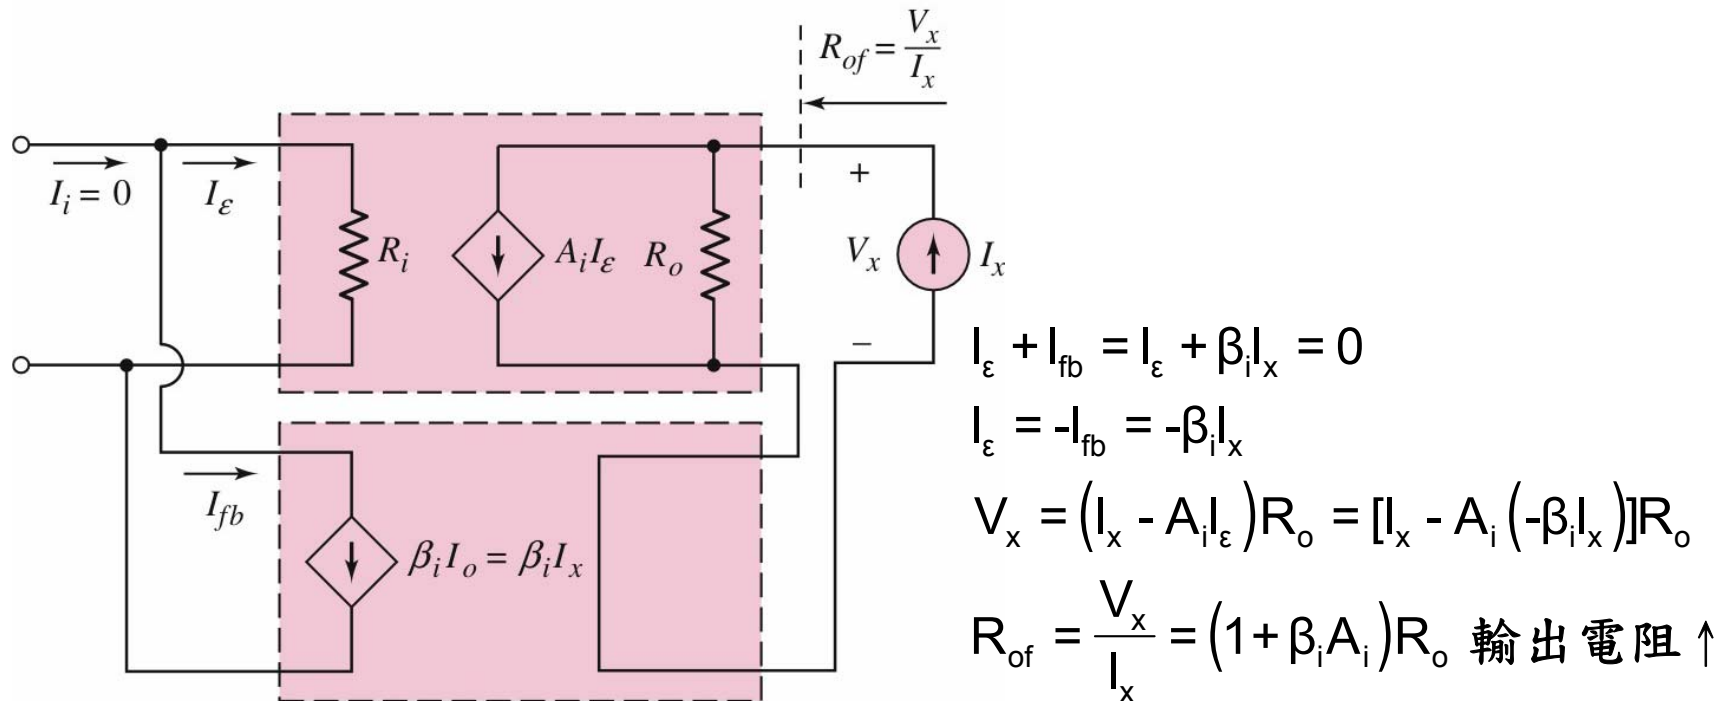 R_of = V_x / I_x
I_i = 0
I_ε
R_i
A_i I_ε
R_o
+
V_x
−
I_x
I_fb
β_i I_o = β_i I_x
I_ε + I_fb = I_ε + β_i I_x = 0
I_ε = -I_fb = -β_i I_x
V_x = (I_x - A_i I_ε) R_o = [I_x - A_i (-β_i I_x)] R_o
R_of = V_x / I_x = (1 + β_i A_i) R_o 輸出電阻↑